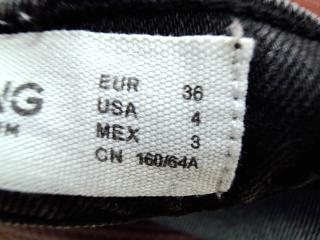 EUR 36
USA 4
MEX 3
CN 160/64A